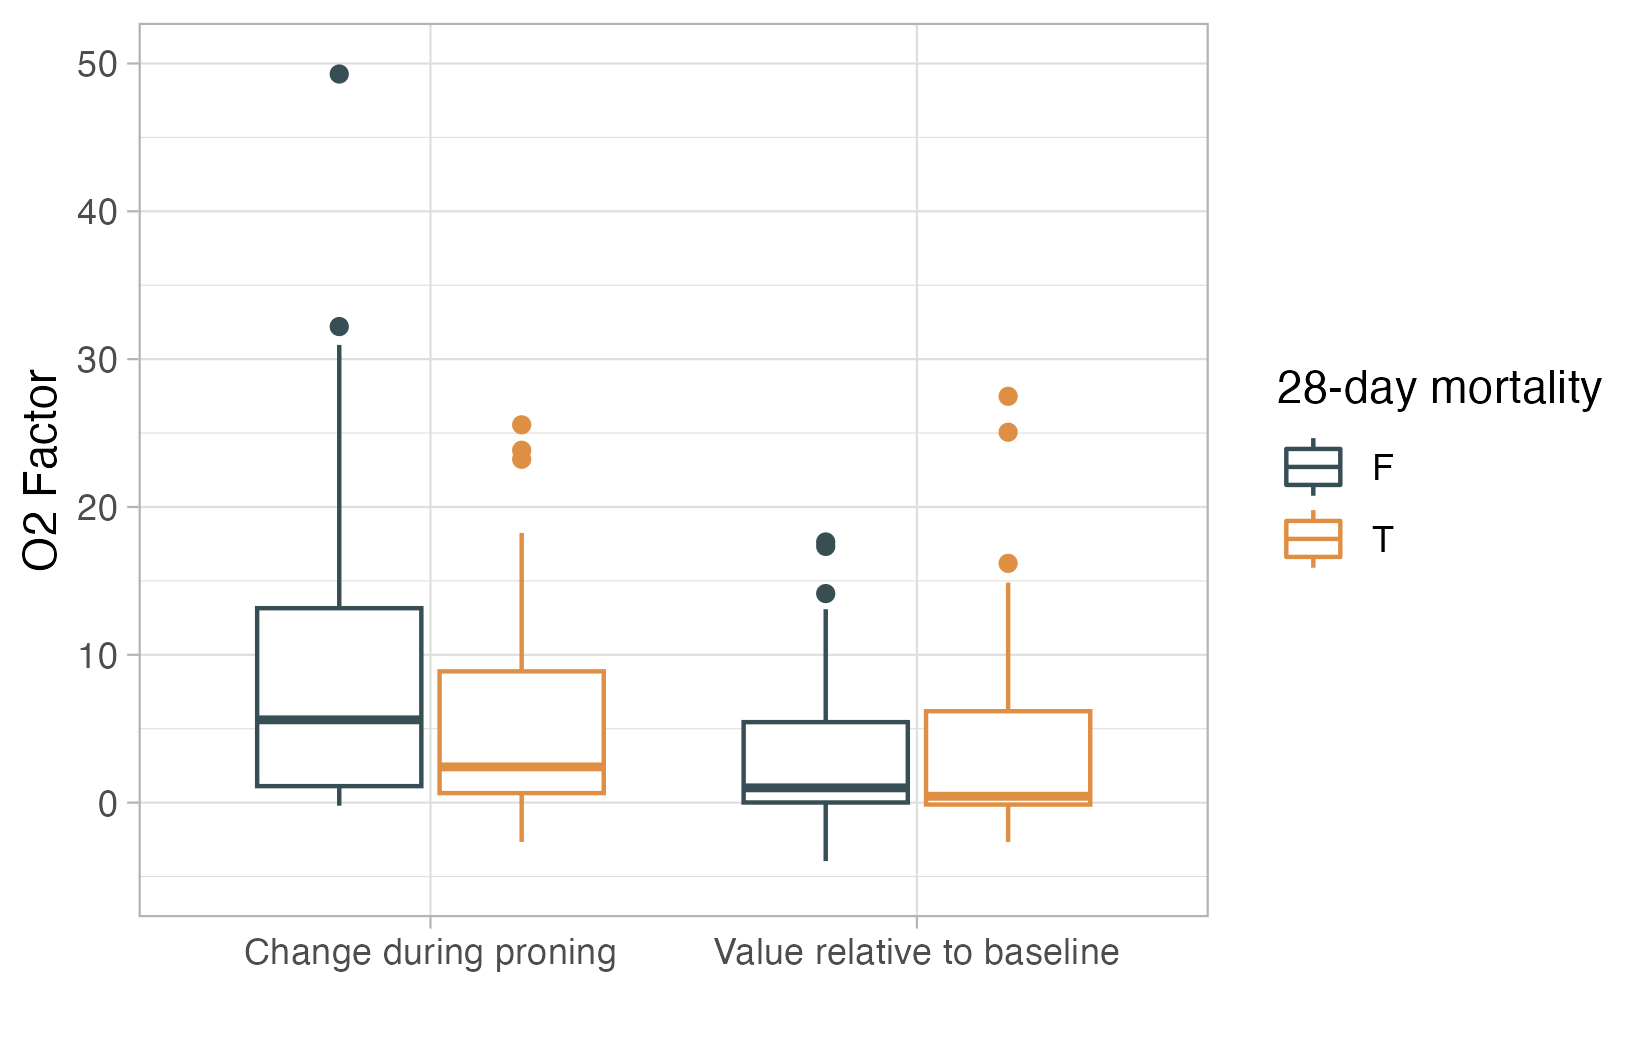 50
40
30
20
10
0
O2 Factor
Change during proning
Value relative to baseline
28-day mortality
F
T